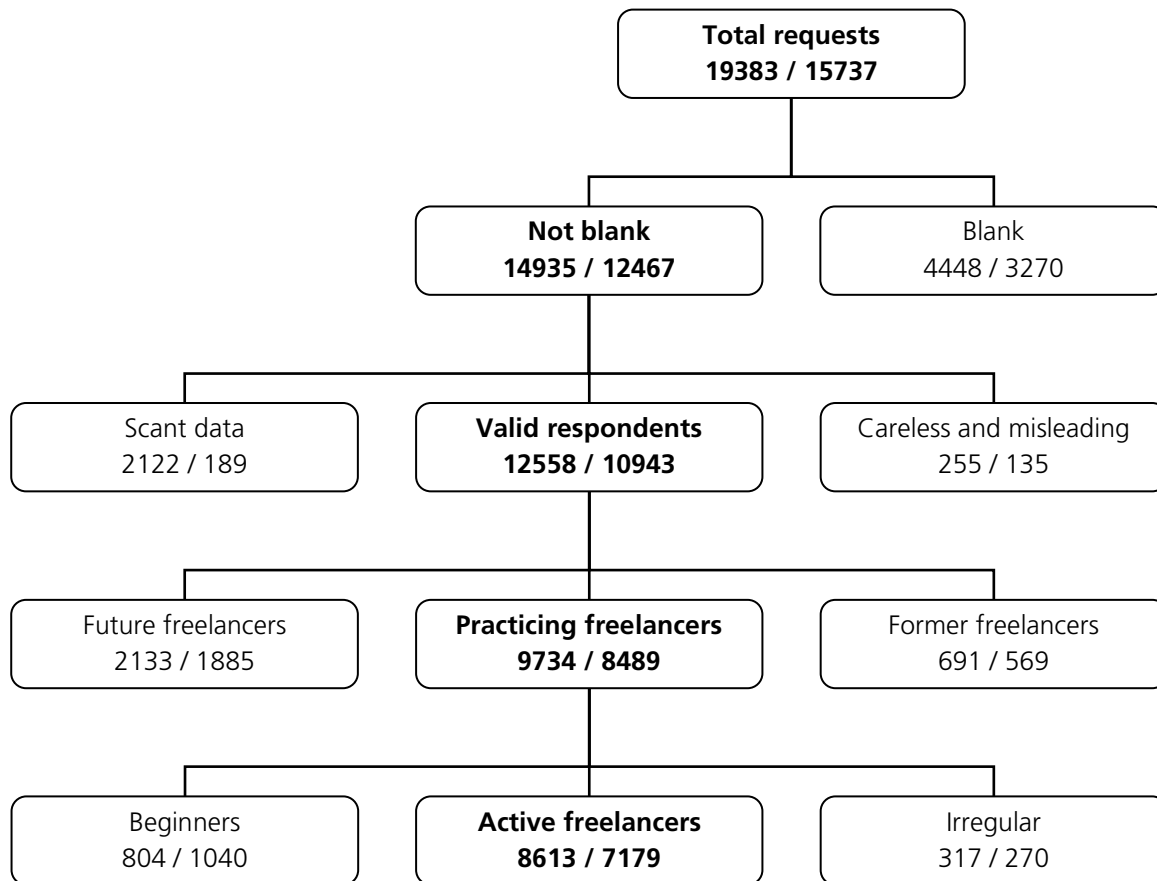 Total requests
19383 / 15737
Not blank
14935 / 12467
Blank
4448 / 3270
Scant data
2122 / 189
Valid respondents
12558 / 10943
Careless and misleading
255 / 135
Future freelancers
2133 / 1885
Practicing freelancers
9734 / 8489
Former freelancers
691 / 569
Beginners
804 / 1040
Active freelancers
8613 / 7179
Irregular
317 / 270